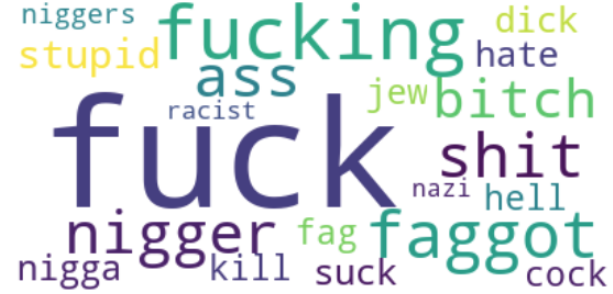 niggers fucking dick
stupid ass hate
fuck racist jew bitch
shit
nazi hell
nigger fag faggot
nigga kill suck cock